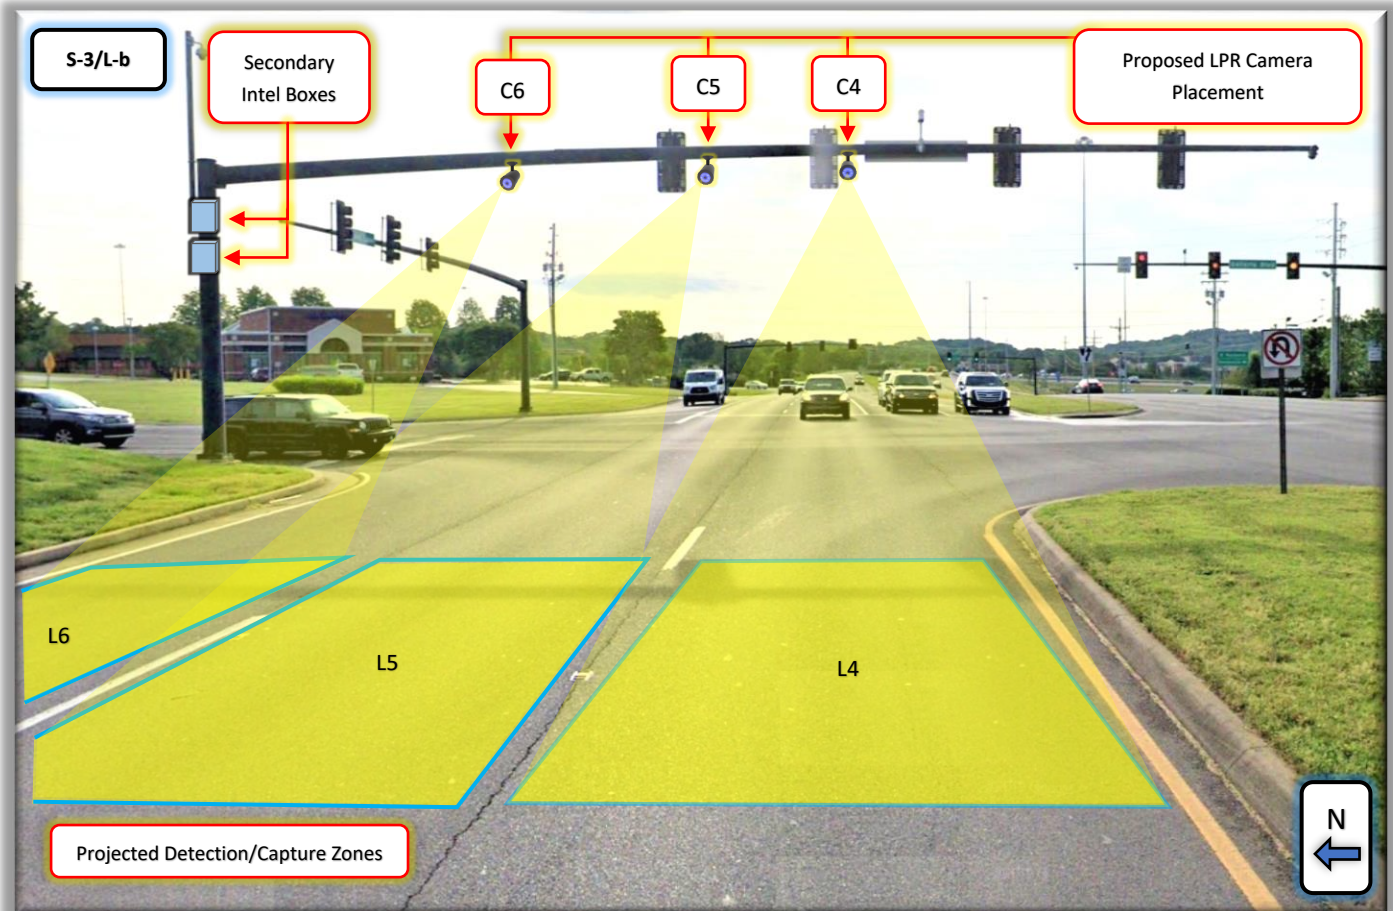 S-3/L-b
Secondary
Intel Boxes
C6
C5
C4
Proposed LPR Camera
Placement
L6
L5
L4
Projected Detection/Capture Zones
N